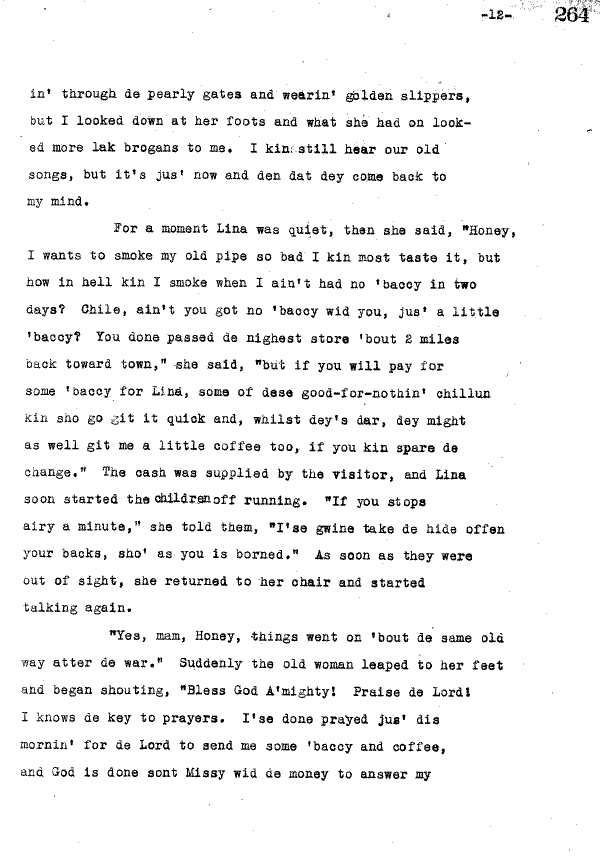 -12-
264
in' through de pearly gates and wearin' golden slippers,
but I looked down at her foots and what she had on look-
ed more lak brogans to me.  I kin still hear our old
songs, but it's jus' now and den dat dey come back to
my mind.
For a moment Lina was quiet, then she said, "Honey,
I wants to smoke my old pipe so bad I kin most taste it, but
how in hell kin I smoke when I ain't had no 'baccy in two
days?  Chile, ain't you got no 'baccy wid you, jus' a little
'baccy?  You done passed de nighest store 'bout 2 miles
back toward town," she said, "but if you will pay for
some 'baccy for Lina, some of dese good-for-nothin' chillun
kin sho go git it quick and, whilst dey's dar, dey might
as well git me a little coffee too, if you kin spare de
change."  The cash was supplied by the visitor, and Lina
soon started the children off running.  "If you stops
airy a minute," she told them, "I'se gwine take de hide offen
your backs, sho' as you is borned."  As soon as they were
out of sight, she returned to her chair and started
talking again.
"Yes, mam, Honey, things went on 'bout de same old
way atter de war."  Suddenly the old woman leaped to her feet
and began shouting, "Bless God A'mighty! Praise de Lord!
I knows de key to prayers.  I'se done prayed jus' dis
mornin' for de Lord to send me some 'baccy and coffee,
and God is done sont Missy wid de money to answer my